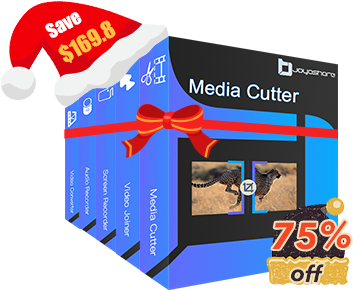 Save
$169.8
Joyoshare
Media Cutter
Video Converter
Audio Recorder
Screen Recorder
Video Joiner
Media Cutter
75%
off